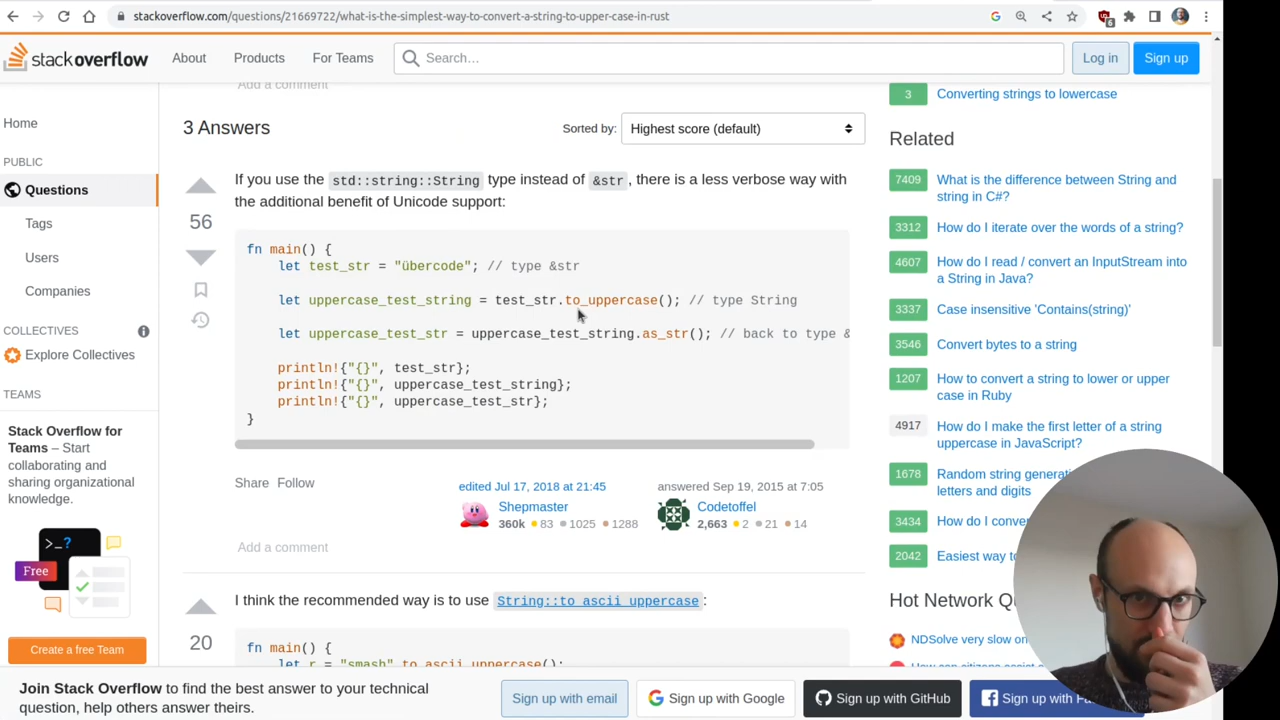 stackoverflow.com/questions/21669722/what-is-the-simplest-way-to-convert-a-string-to-upper-case-in-rust
6
stackoverflow
About
Products
For Teams
Search…
Log in
Sign up
Home
PUBLIC
Questions
Tags
Users
Companies
COLLECTIVES
Explore Collectives
TEAMS
Stack Overflow for
Teams – Start
collaborating and
sharing organizational
knowledge.
>_?
Free
Create a free Team
Add a comment
3 Answers
Sorted by:
Highest score (default)
56
If you use the std::string::String type instead of &str, there is a less verbose way with
the additional benefit of Unicode support:
fn main() {
let test_str = "übercode"; // type &str
let uppercase_test_string = test_str.to_uppercase(); // type String
let uppercase_test_str = uppercase_test_string.as_str(); // back to type &
println!{"{}", test_str};
println!{"{}", uppercase_test_string};
println!{"{}", uppercase_test_str};
}
Share Follow
edited Jul 17, 2018 at 21:45
Shepmaster
360k 83 1025 1288
answered Sep 19, 2015 at 7:05
Codetoffel
2,663 2 21 14
Add a comment
20
I think the recommended way is to use String::to_ascii_uppercase:
fn main() {
let r = "smash".to_ascii_uppercase();
3 Converting strings to lowercase
Related
7409 What is the difference between String and
string in C#?
3312 How do I iterate over the words of a string?
4607 How do I read / convert an InputStream into
a String in Java?
3337 Case insensitive 'Contains(string)'
3546 Convert bytes to a string
1207 How to convert a string to lower or upper
case in Ruby
4917 How do I make the first letter of a string
uppercase in JavaScript?
1678 Random string
letters and digits
3434 How do I
2042 Easiest way
Hot Network
NDSolve very slow
Join Stack Overflow to find the best answer to your technical
question, help others answer theirs.
Sign up with email
Sign up with Google
Sign up with GitHub
Sign up with